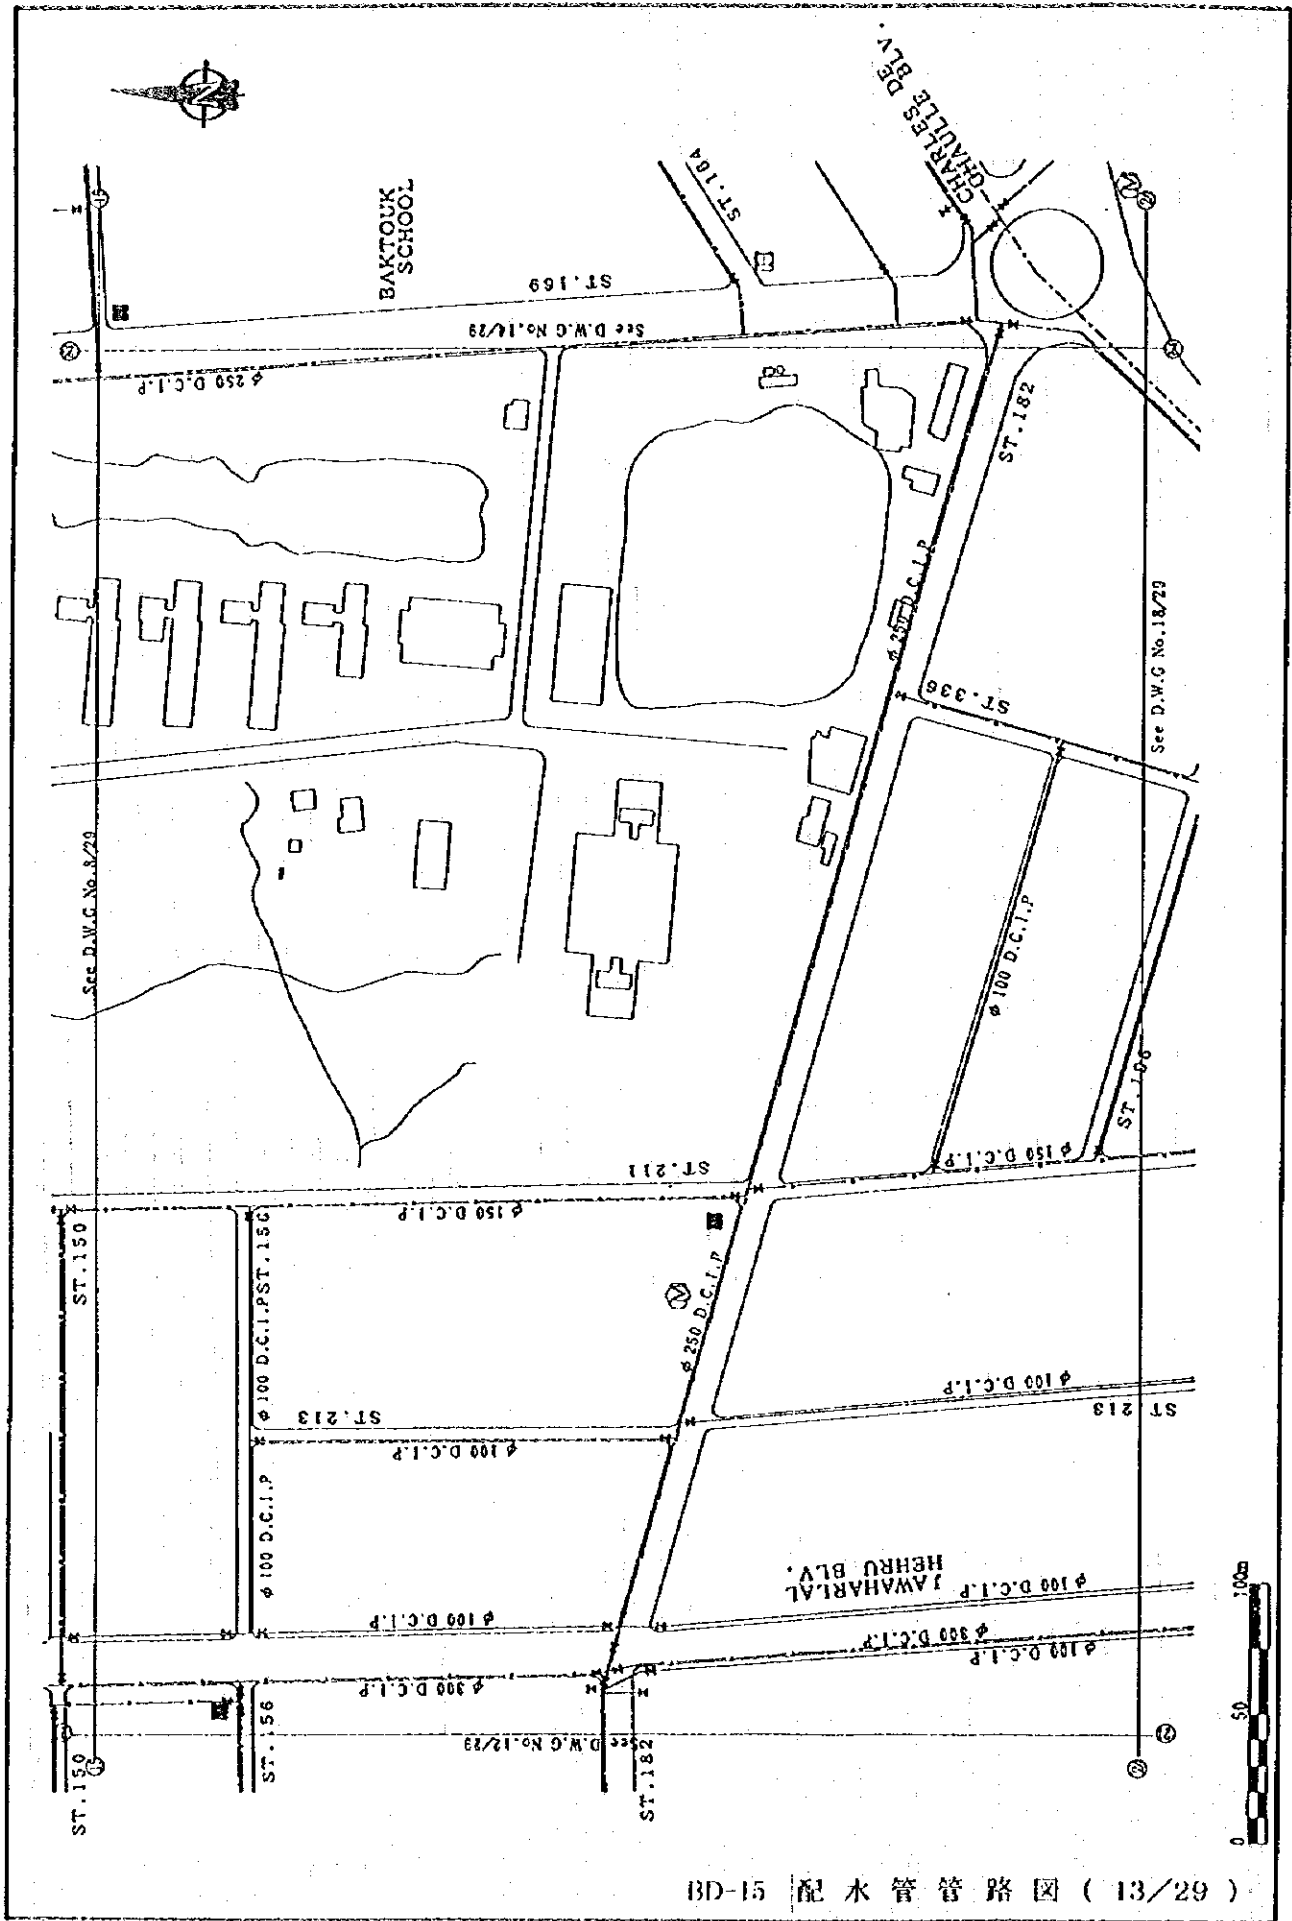 N
CHARLES DE
-GHAULLE BLV.
BAKTOUK
SCHOOL
ST.164
ST.169
See D.W.G No.14/29
φ 250 D.C.I.P
ST.182
φ 250 D.C.I.P
ST.336
See D.W.G No.18/29
See D.W.G No.8/29
φ 100 D.C.I.P
ST.106
φ 150 D.C.I.P
ST.211
φ 150 D.C.I.P
ST.150
φ 100 D.C.I.P
ST.156
φ 250 D.C.I.P
ST.213
φ 100 D.C.I.P
φ 100 D.C.I.P
ST.213
φ 100 D.C.I.P
JAWAHARLAL
HEHRU BLV.
φ 100 D.C.I.P
φ 100 D.C.I.P
φ 300 D.C.I.P
φ 100 D.C.I.P
φ 300 D.C.I.P
ST.156
See D.W.G No.12/29
ST.150
ST.182
0 50 100m
BD-15 配水管管路図 ( 13/29 )